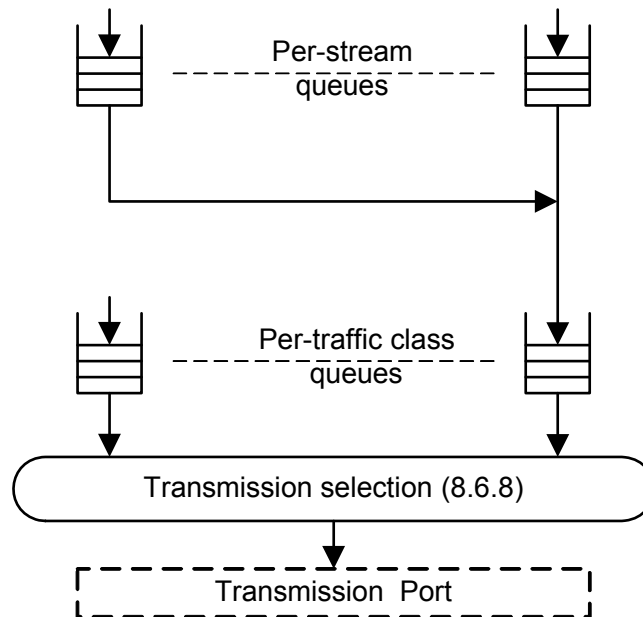 Per-stream
queues
Per-traffic class
queues
Transmission selection (8.6.8)
Transmission Port